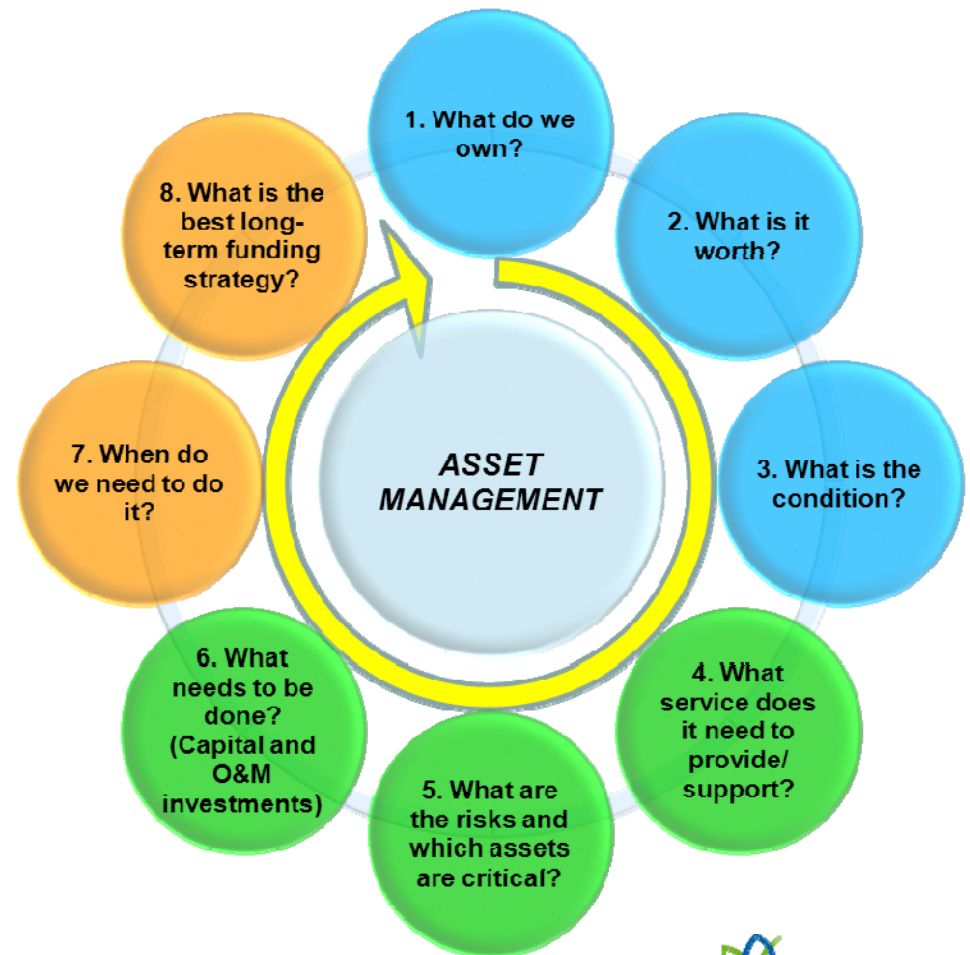 1. What do we
own?
2. What is it
worth?
3. What is the
condition?
4. What
service does
it need to
provide/
support?
5. What are
the risks and
which assets
are critical?
6. What
needs to be
done?
(Capital and
O&M
investments)
7. When do
we need to do
it?
8. What is the
best long-
term funding
strategy?
ASSET
MANAGEMENT